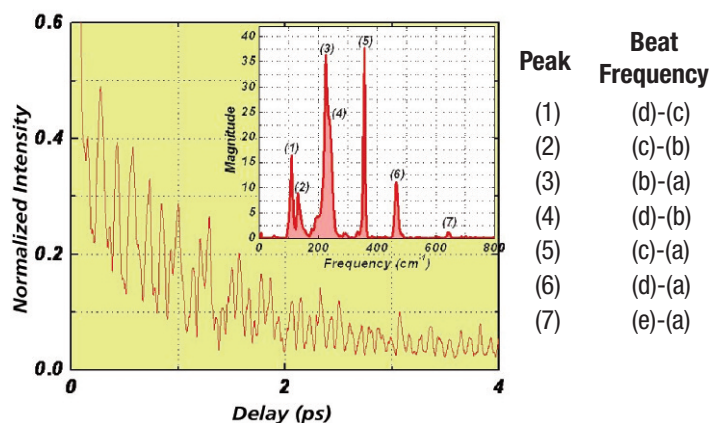 0.6
0.4
0.2
0.0
Normalized Intensity
0 2 4
Delay (ps)
40
35
30
25
20
15
10
5
0
Magnitude
0 200 400 600 800
Frequency (cm⁻¹)
(1)
(2)
(3)
(4)
(5)
(6)
(7)
Peak Beat Frequency
(1) (d)-(c)
(2) (c)-(b)
(3) (b)-(a)
(4) (d)-(b)
(5) (c)-(a)
(6) (d)-(a)
(7) (e)-(a)